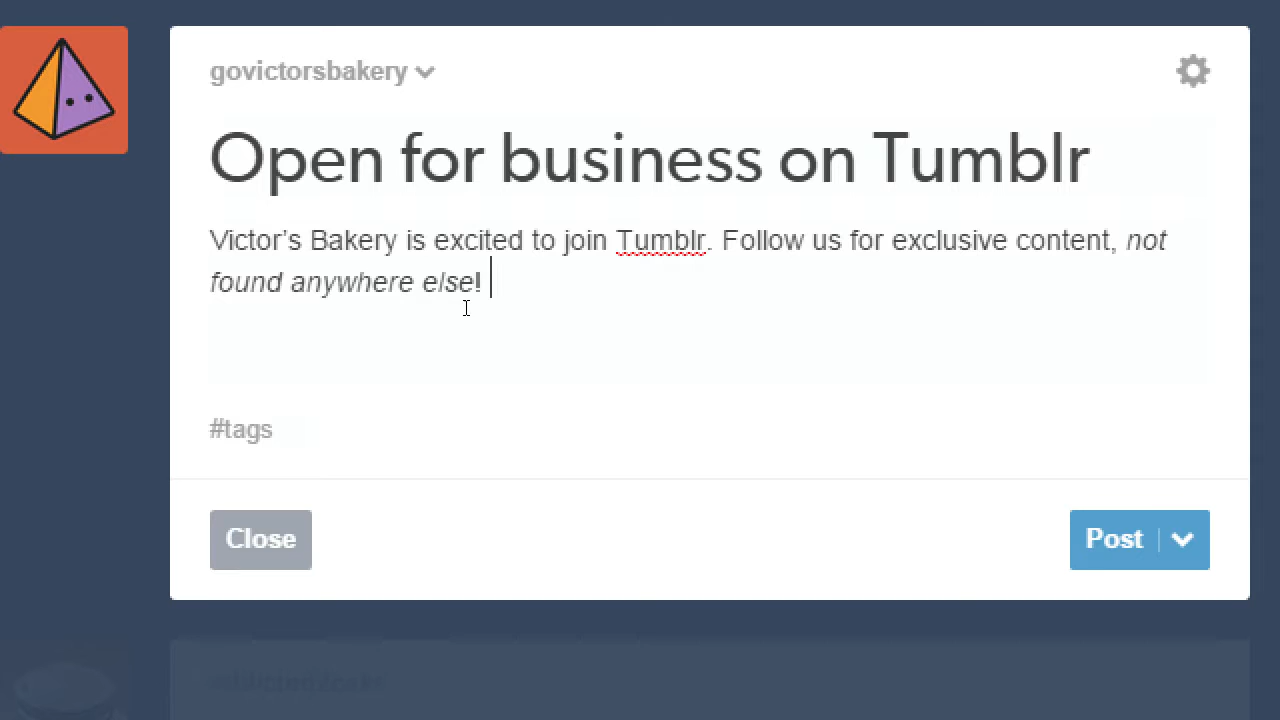 govictorsbakery
Open for business on Tumblr
Victor’s Bakery is excited to join Tumblr. Follow us for exclusive content, not
found anywhere else!
#tags
Close
Post